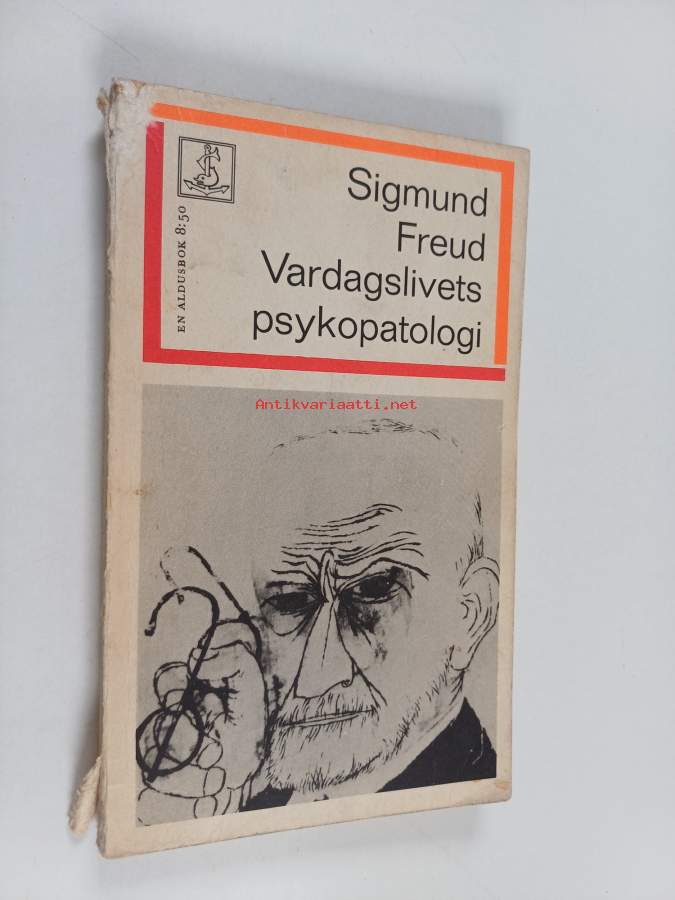 Sigmund
Freud
Vardagslivets
psykopatologi
EN ALDUSBOK 8:50
Antikvariaatti.net